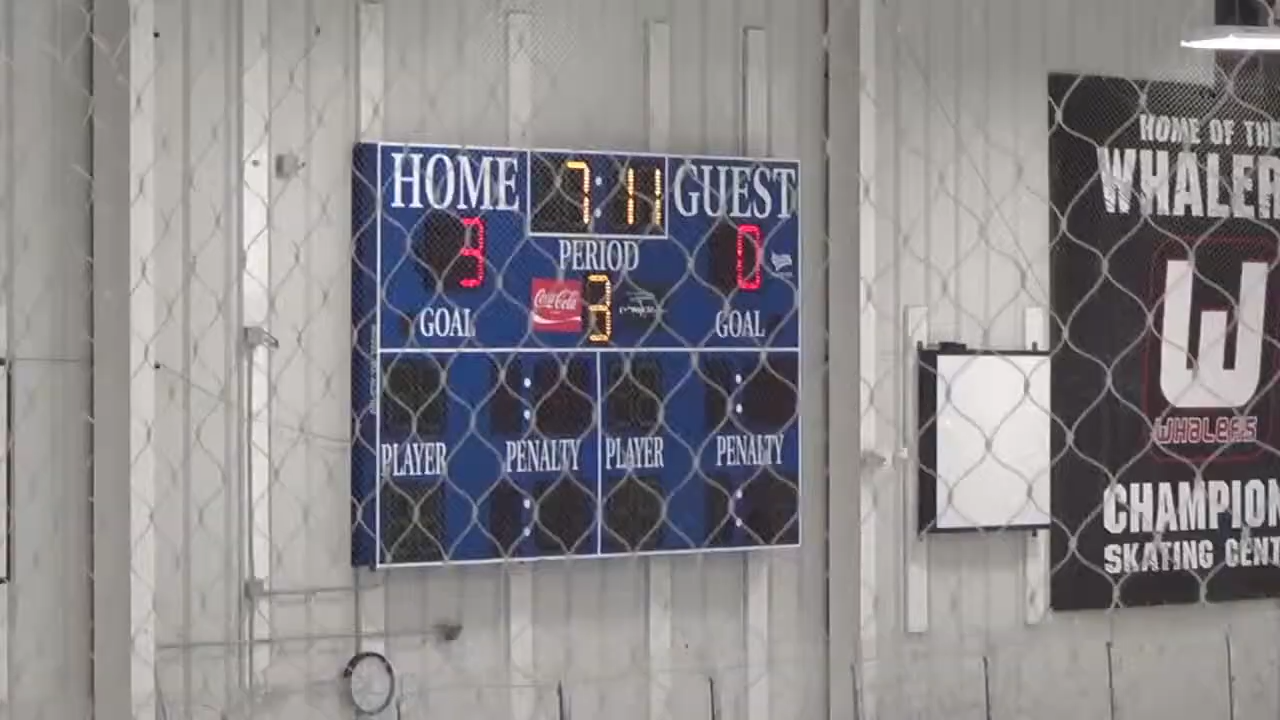 HOME 7:11 GUEST
3 PERIOD 0
Coca-Cola 3
GOAL GOAL
PLAYER PENALTY PLAYER PENALTY
HOME OF THE
WHALER
W
WHALERS
CHAMPION
SKATING CENT